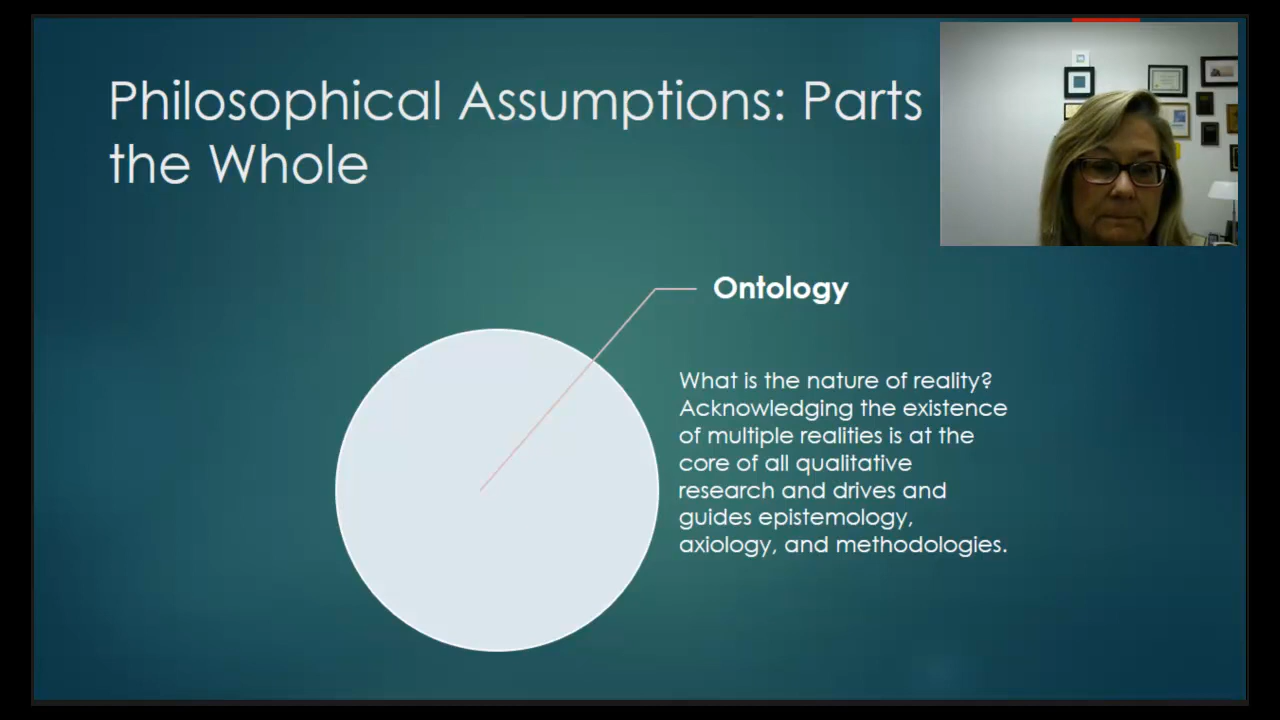 Philosophical Assumptions: Parts
the Whole
Ontology
What is the nature of reality?
Acknowledging the existence
of multiple realities is at the
core of all qualitative
research and drives and
guides epistemology,
axiology, and methodologies.